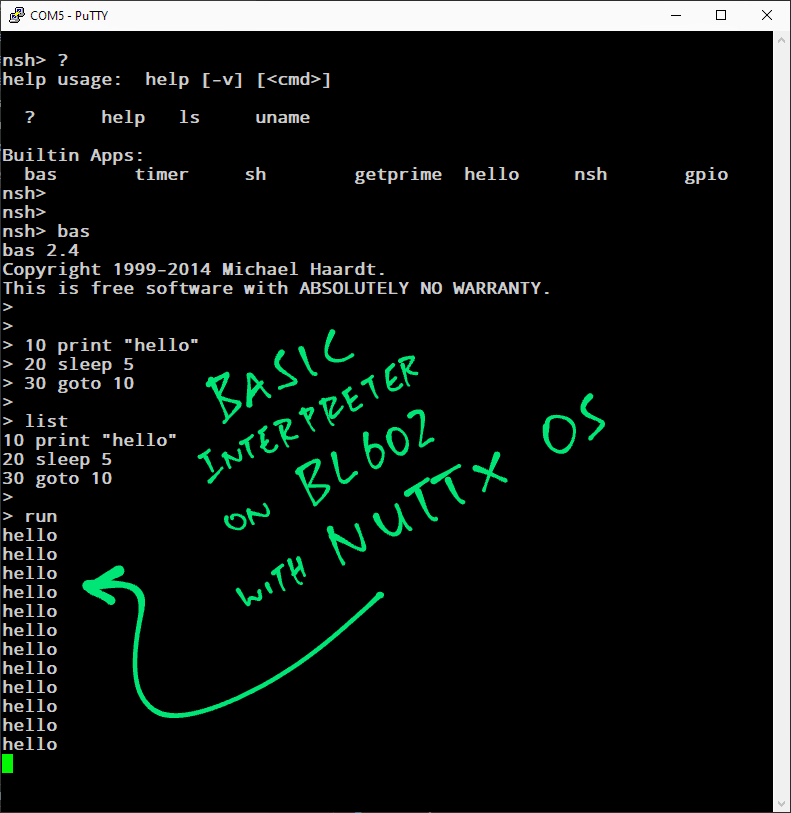 COM5 - PuTTY
nsh> ?
help usage:  help [-v] [<cmd>]
  ?      help   ls     uname
Builtin Apps:
  bas       timer     sh        getprime  hello     nsh       gpio
nsh>
nsh>
nsh> bas
bas 2.4
Copyright 1999-2014 Michael Haardt.
This is free software with ABSOLUTELY NO WARRANTY.
>
>
> 10 print "hello"
> 20 sleep 5
> 30 goto 10
>
> list
10 print "hello"
20 sleep 5
30 goto 10
>
> run
hello
hello
hello
hello
hello
hello
hello
hello
hello
hello
hello
hello
BASIC
INTERPRETER
ON BL602
WITH NUTTX OS